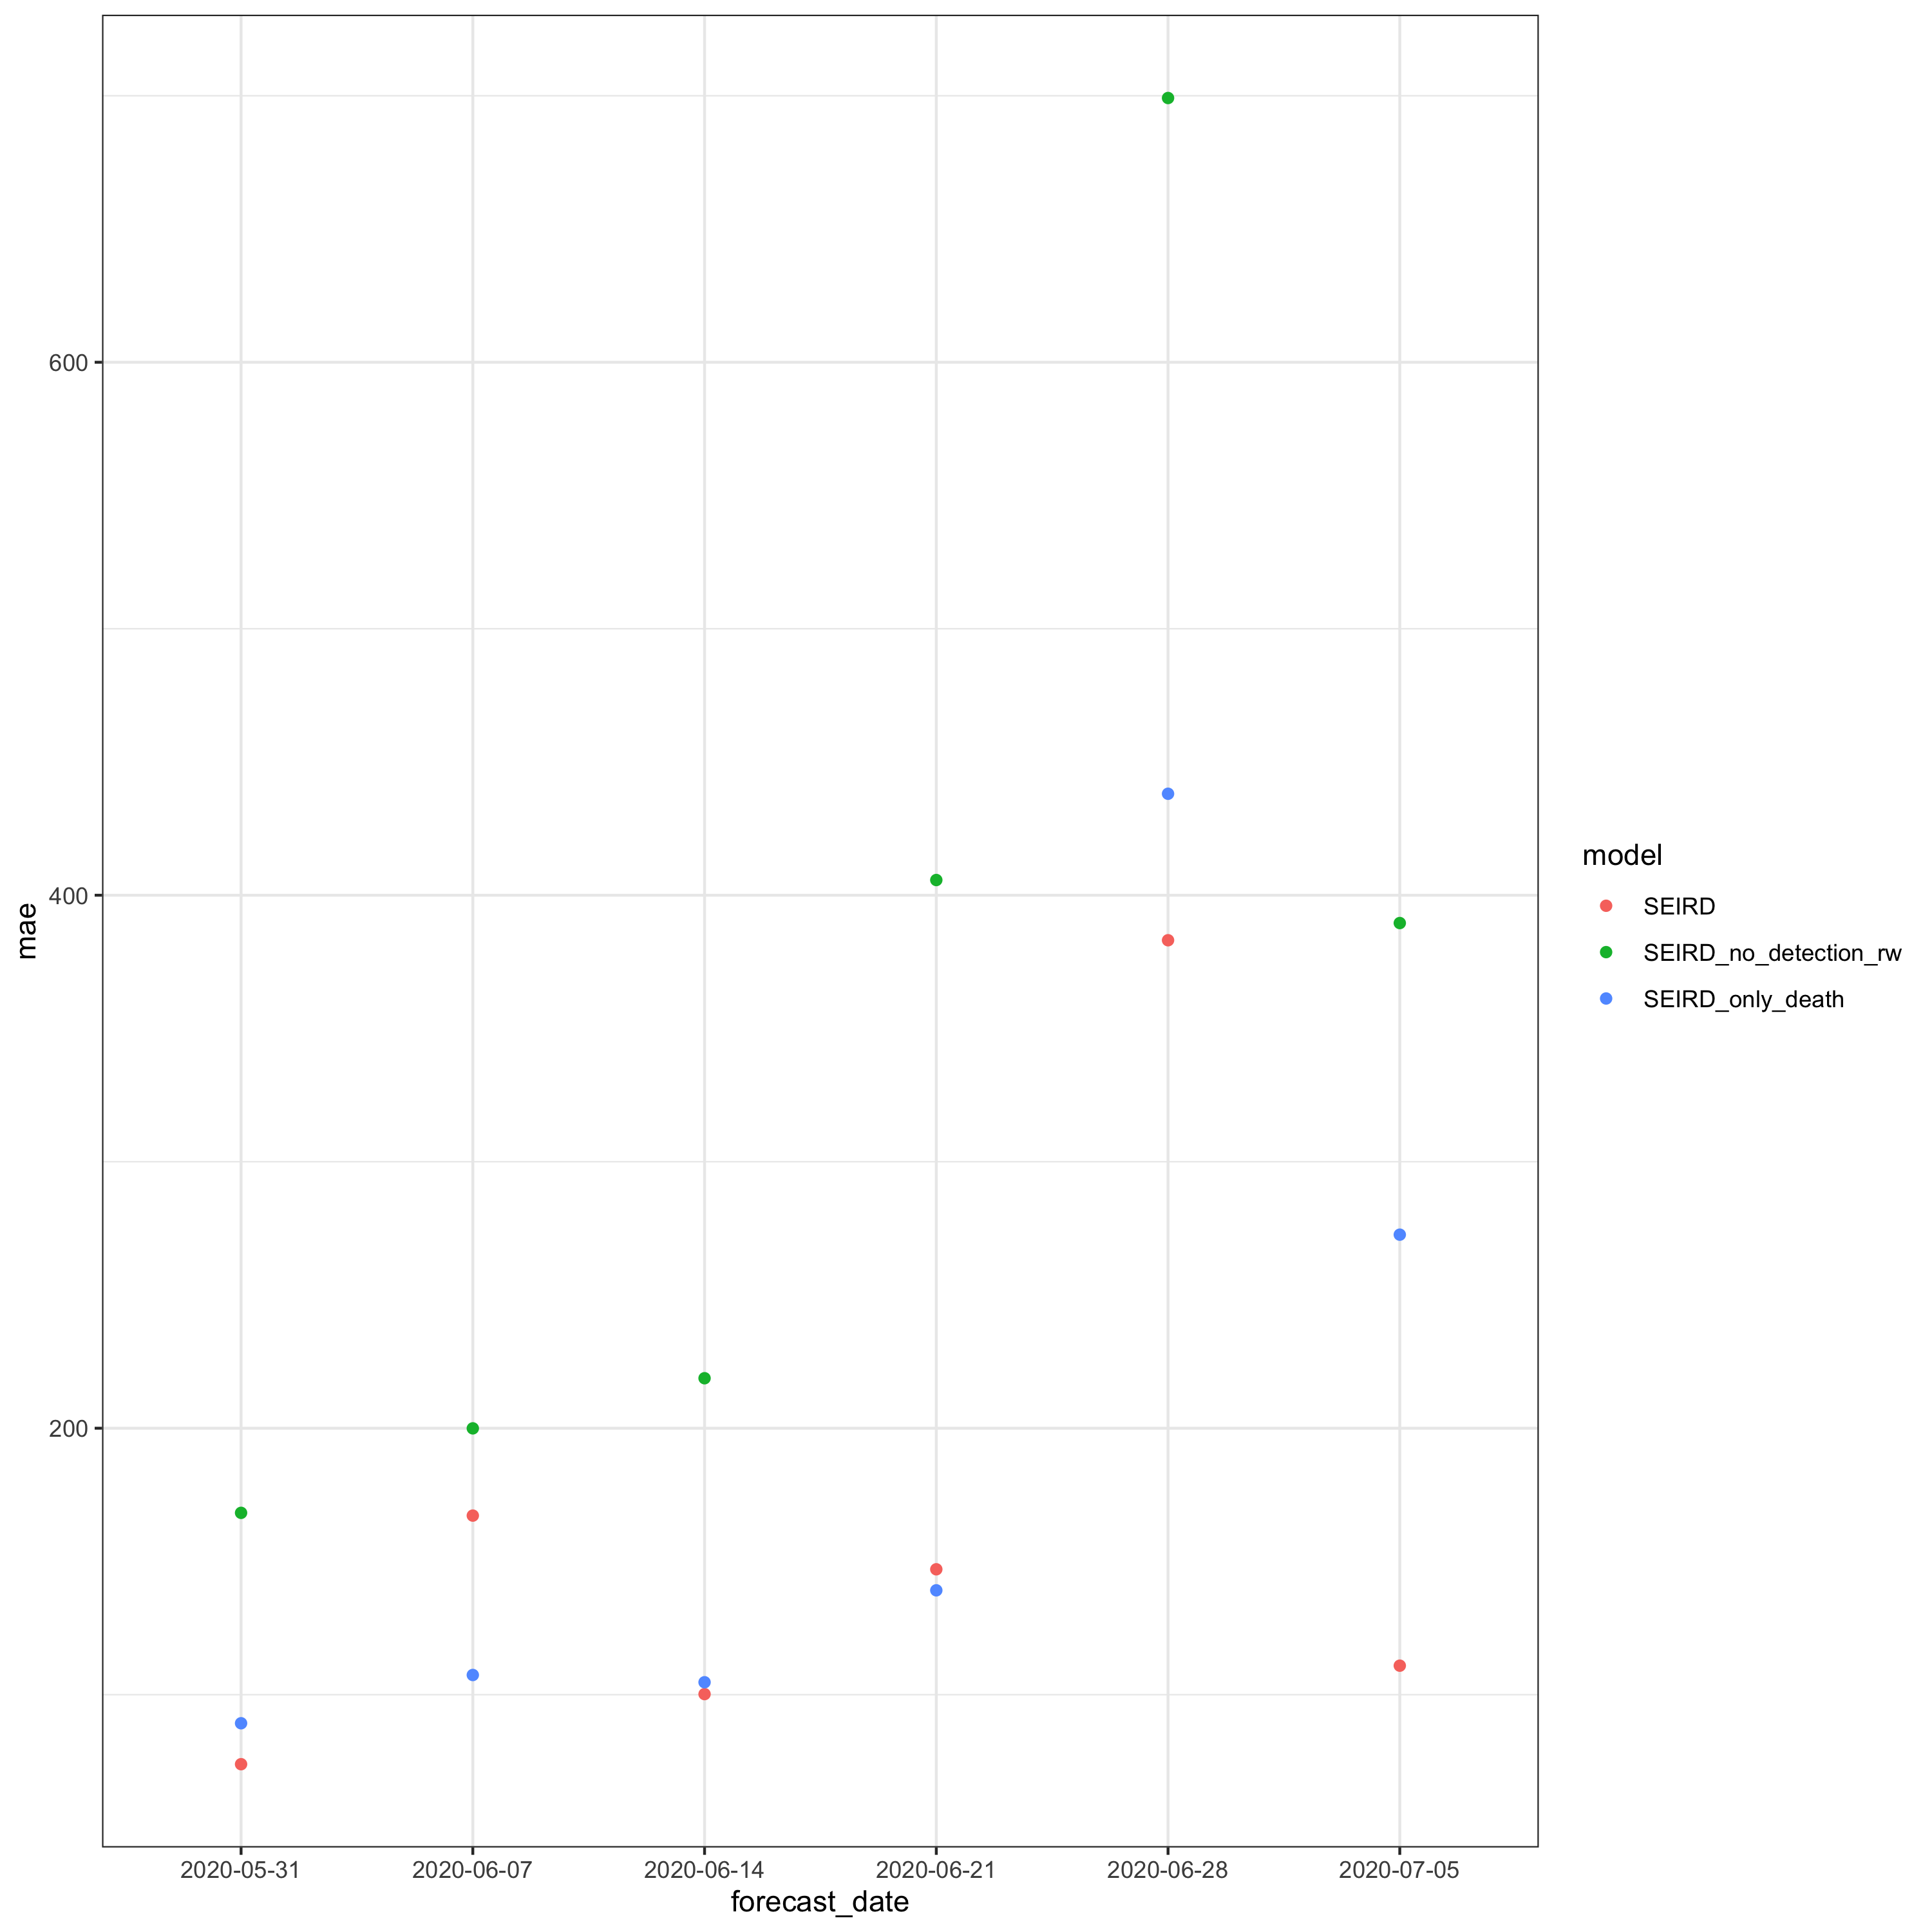 600
400
200
mae
2020-05-31
2020-06-07
2020-06-14
2020-06-21
2020-06-28
2020-07-05
forecast_date
model
SEIRD
SEIRD_no_detection_rw
SEIRD_only_death